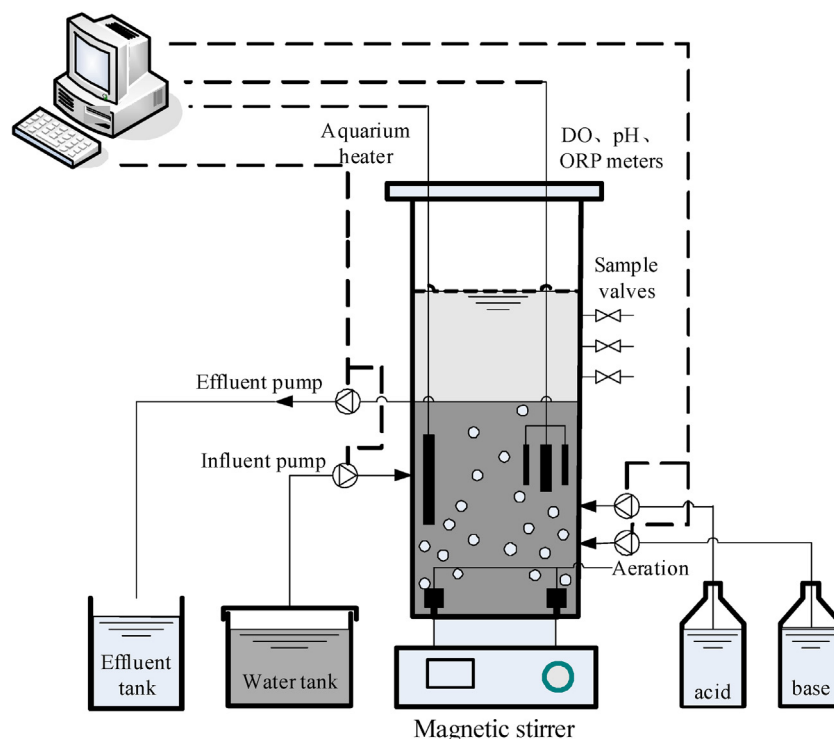 Aquarium
heater
DO、pH、
ORP meters
Sample
valves
Effluent pump
Influent pump
Aeration
Effluent
tank
Water tank
acid
base
Magnetic stirrer